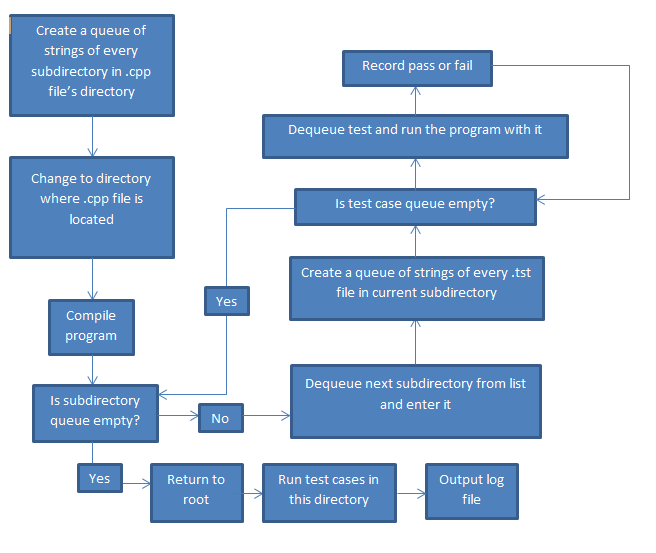 Create a queue of
strings of every
subdirectory in .cpp
file's directory
Change to directory
where .cpp file is
located
Compile
program
Is subdirectory
queue empty?
No
Dequeue next subdirectory from list
and enter it
Create a queue of strings of every .tst
file in current subdirectory
Is test case queue empty?
Dequeue test and run the program with it
Record pass or fail
Yes
Yes
Return to
root
Run test cases in
this directory
Output log
file